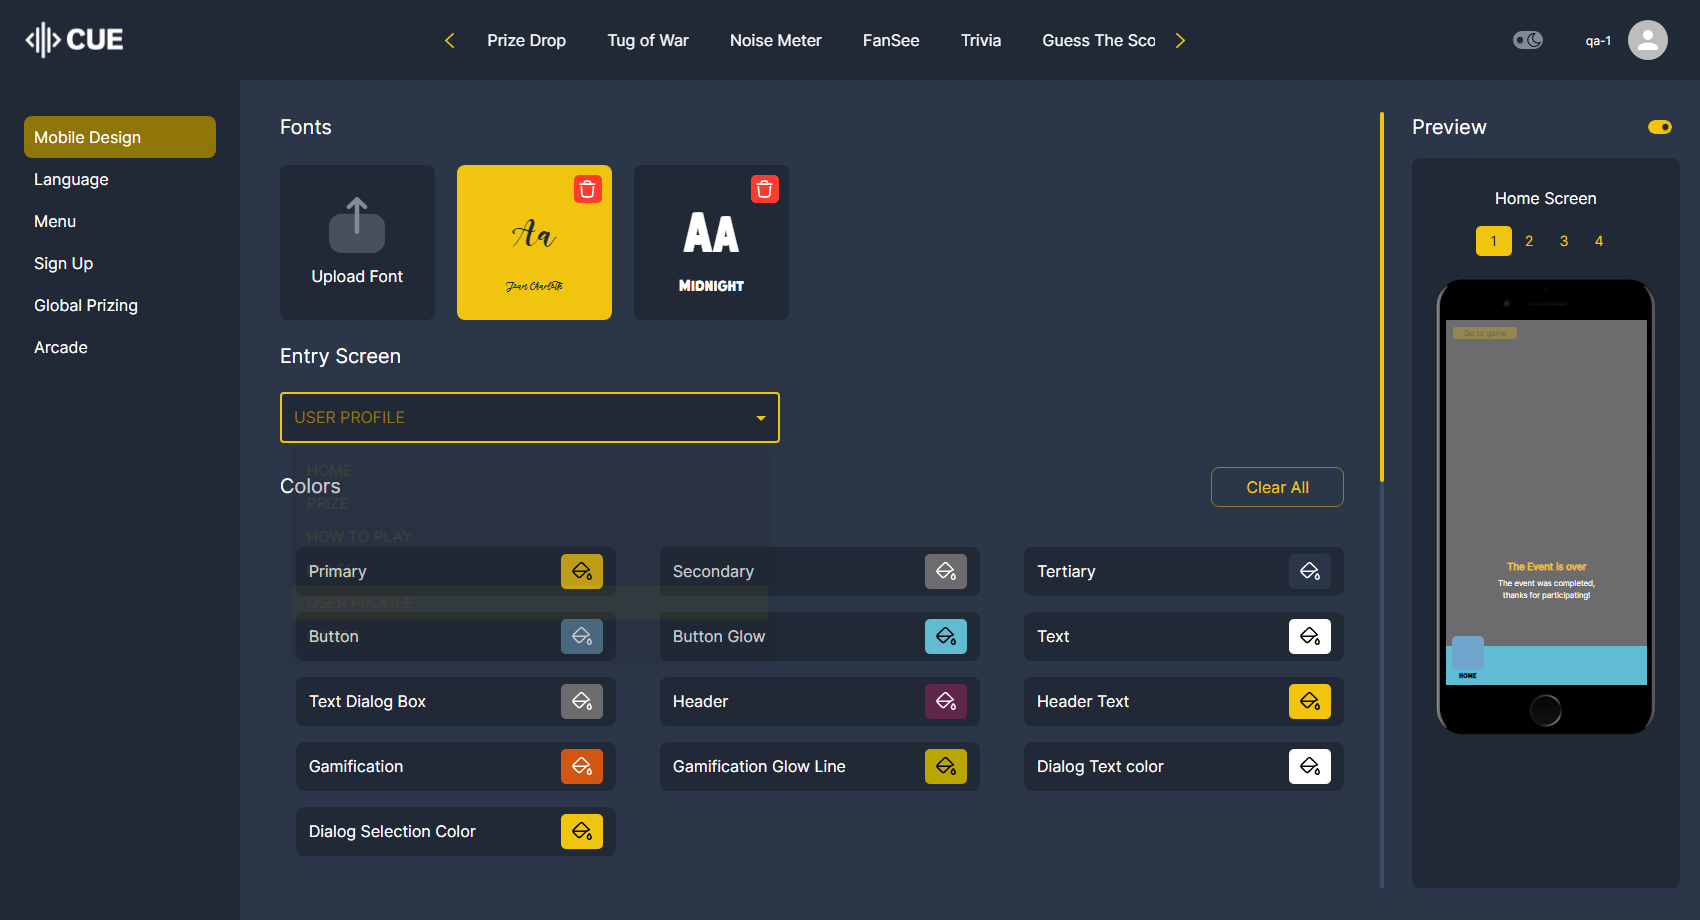 CUE
Prize Drop
Tug of War
Noise Meter
FanSee
Trivia
Guess The Sco
qa-1
Mobile Design
Language
Menu
Sign Up
Global Prizing
Arcade
Fonts
Upload Font
Aa
Jean Charlotte
AA
MIDNIGHT
Entry Screen
USER PROFILE
HOME
PRIZE
HOW TO PLAY
USER PROFILE
Colors
Clear All
Primary
Secondary
Tertiary
Button
Button Glow
Text
Text Dialog Box
Header
Header Text
Gamification
Gamification Glow Line
Dialog Text color
Dialog Selection Color
Preview
Home Screen
1
2
3
4
Go to game
The Event is over
The event was completed,
thanks for participating!
HOME